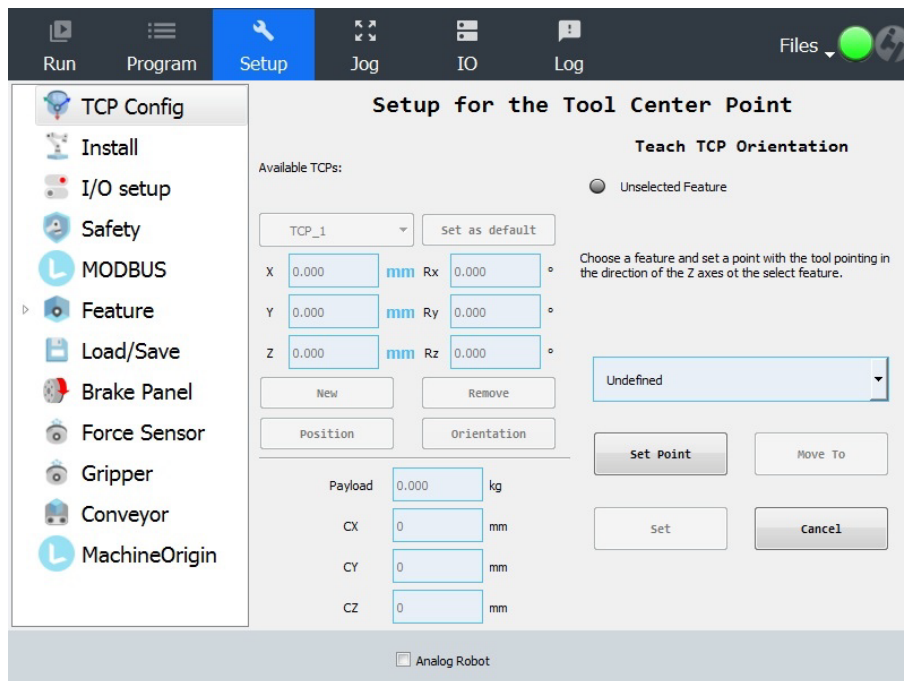 Run Program Setup Jog IO Log Files
TCP Config
Install
I/O setup
Safety
MODBUS
Feature
Load/Save
Brake Panel
Force Sensor
Gripper
Conveyor
MachineOrigin
Setup for the Tool Center Point
Available TCPs:
TCP_1 Set as default
X 0.000 mm Rx 0.000 °
Y 0.000 mm Ry 0.000 °
Z 0.000 mm Rz 0.000 °
New Remove
Position Orientation
Payload 0.000 kg
CX 0 mm
CY 0 mm
CZ 0 mm
Teach TCP Orientation
Unselected Feature
Choose a feature and set a point with the tool pointing in
the direction of the Z axes ot the select feature.
Undefined
Set Point Move To
Set Cancel
Analog Robot